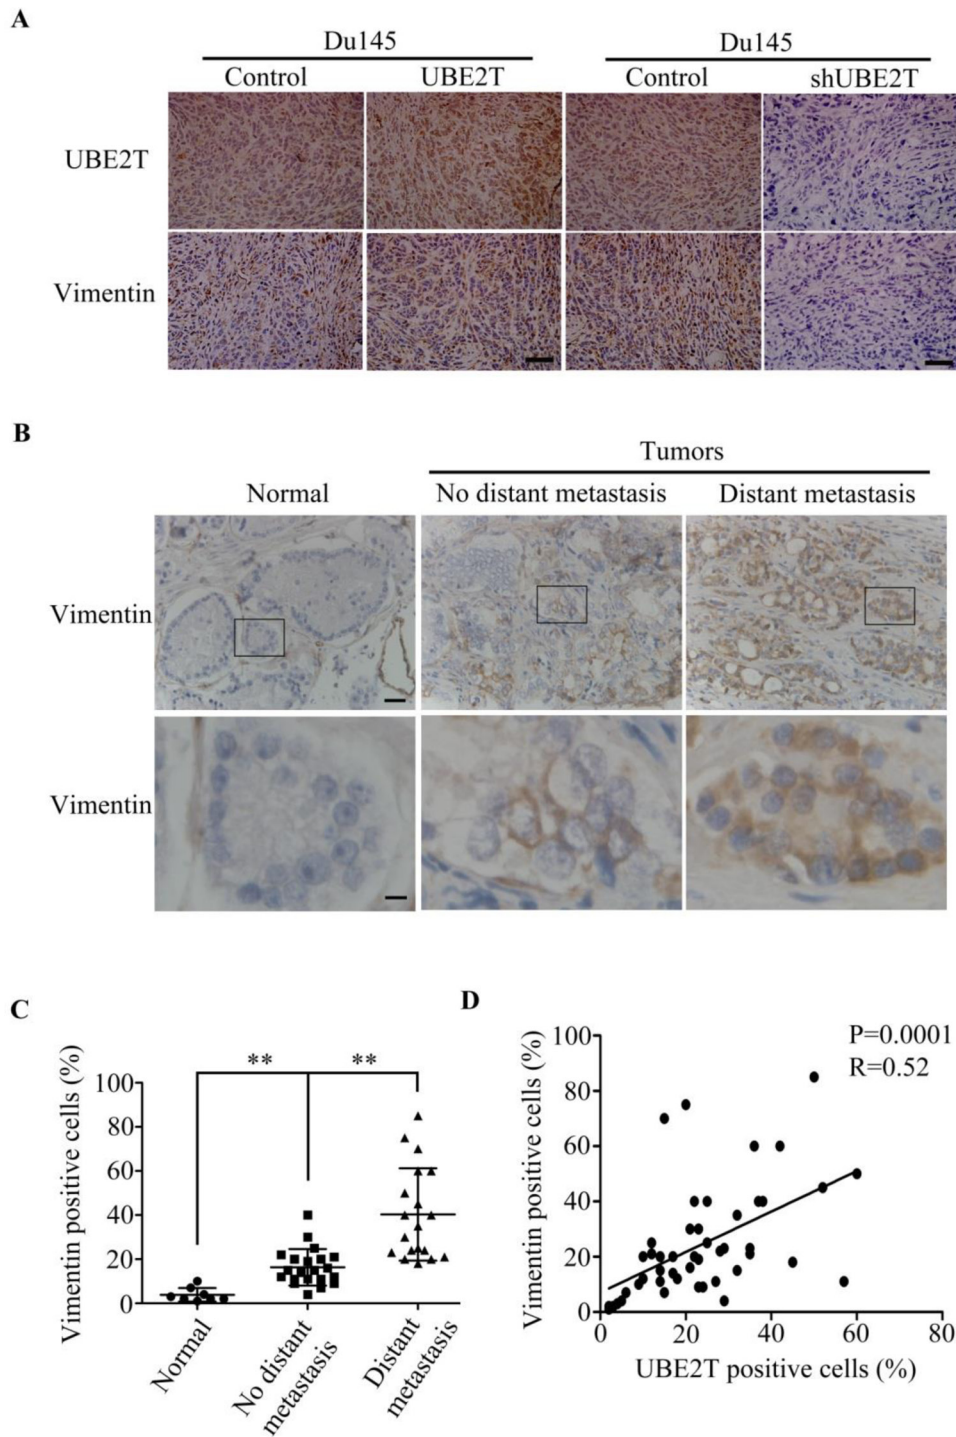 A
Du145 Du145
Control UBE2T Control shUBE2T
UBE2T
Vimentin
B
Tumors
Normal No distant metastasis Distant metastasis
Vimentin
Vimentin
C
Vimentin positive cells (%)
100
80
60
40
20
0
** **
Normal
No distant
metastasis
Distant
metastasis
D
Vimentin positive cells (%)
100
80
60
40
20
0
P=0.0001
R=0.52
0 20 40 60 80
UBE2T positive cells (%)